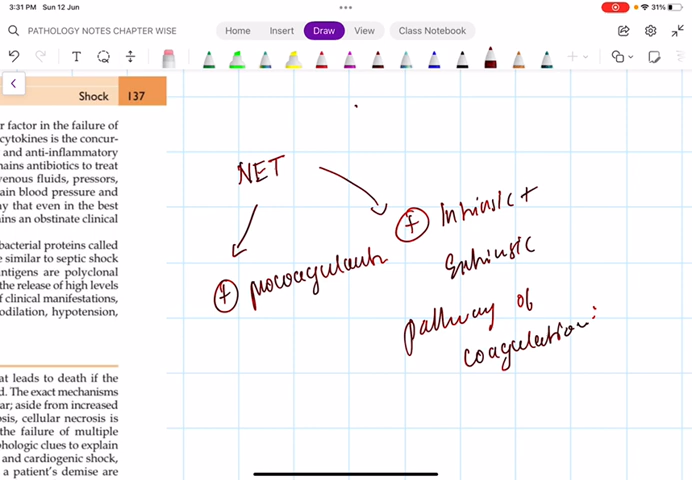 3:31 PM Sun 12 Jun
31%
PATHOLOGY NOTES CHAPTER WISE
Home Insert Draw View Class Notebook
Shock 137
r factor in the failure of
cytokines is the concur-
and anti-inflammatory
nains antibiotics to treat
venous fluids, pressors,
ain blood pressure and
y that even in the best
ins an obstinate clinical
bacterial proteins called
e similar to septic shock
ntigens are polyclonal
the release of high levels
f clinical manifestations,
odilation, hypotension,
at leads to death if the
d. The exact mechanisms
ar; aside from increased
osis, cellular necrosis is
the failure of multiple
phologic clues to explain
and cardiogenic shock,
a patient's demise are
NET
+ procoagulants
+ Intrinsic +
Extrinsic
pathway of
coagulation: